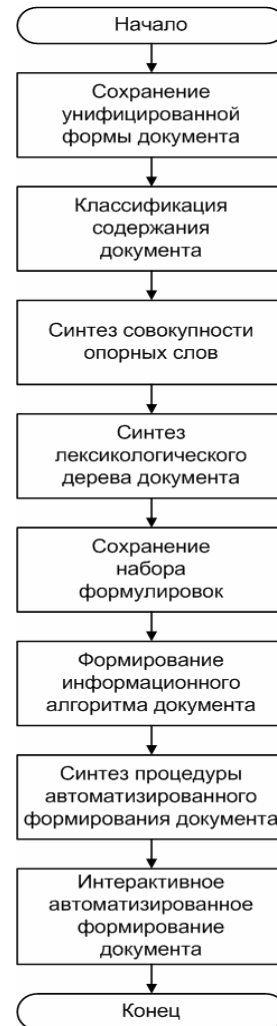 Начало
Сохранение
унифицированной
формы документа
Классификация
содержания
документа
Синтез совокупности
опорных слов
Синтез
лексикологического
дерева документа
Сохранение
набора
формулировок
Формирование
информационного
алгоритма документа
Синтез процедуры
автоматизированного
формирования документа
Интерактивное
автоматизированное
формирование
документа
Конец